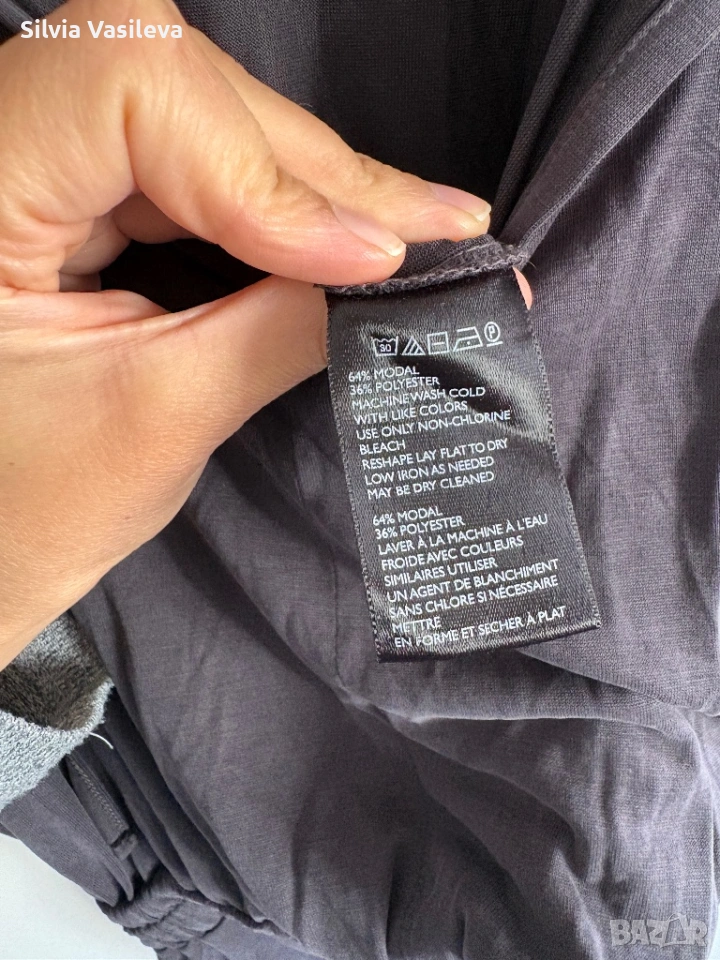 Silvia Vasileva
30
P
64% MODAL
36% POLYESTER
MACHINE WASH COLD
WITH LIKE COLORS
USE ONLY NON-CHLORINE
BLEACH
RESHAPE LAY FLAT TO DRY
LOW IRON AS NEEDED
MAY BE DRY CLEANED
64% MODAL
36% POLYESTER
LAVER À LA MACHINE À L'EAU
FROIDE AVEC COULEURS
SIMILAIRES UTILISER
UN AGENT DE BLANCHIMENT
SANS CHLORE SI NÉCESSAIRE
METTRE
EN FORME ET SECHER À PLAT
BAZAR